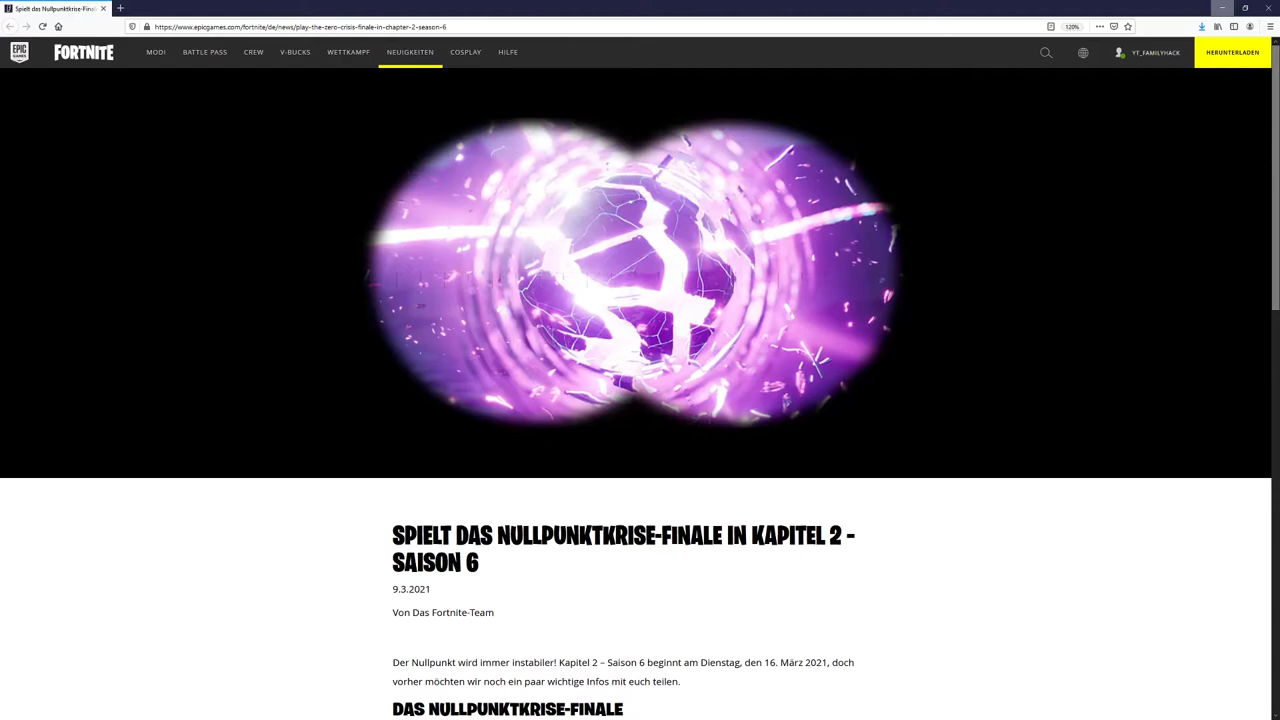 Spielt das Nullpunktkrise-Fina
https://www.epicgames.com/fortnite/de/news/play-the-zero-crisis-finale-in-chapter-2-season-6
120%
EPIC GAMES
FORTNITE
MODI
BATTLE PASS
CREW
V-BUCKS
WETTKAMPF
NEUIGKEITEN
COSPLAY
HILFE
YT_FAMILYHACK
HERUNTERLADEN
SPIELT DAS NULLPUNKTKRISE-FINALE IN KAPITEL 2 –
SAISON 6
9.3.2021
Von Das Fortnite-Team
Der Nullpunkt wird immer instabiler! Kapitel 2 – Saison 6 beginnt am Dienstag, den 16. März 2021, doch
vorher möchten wir noch ein paar wichtige Infos mit euch teilen.
DAS NULLPUNKTKRISE-FINALE